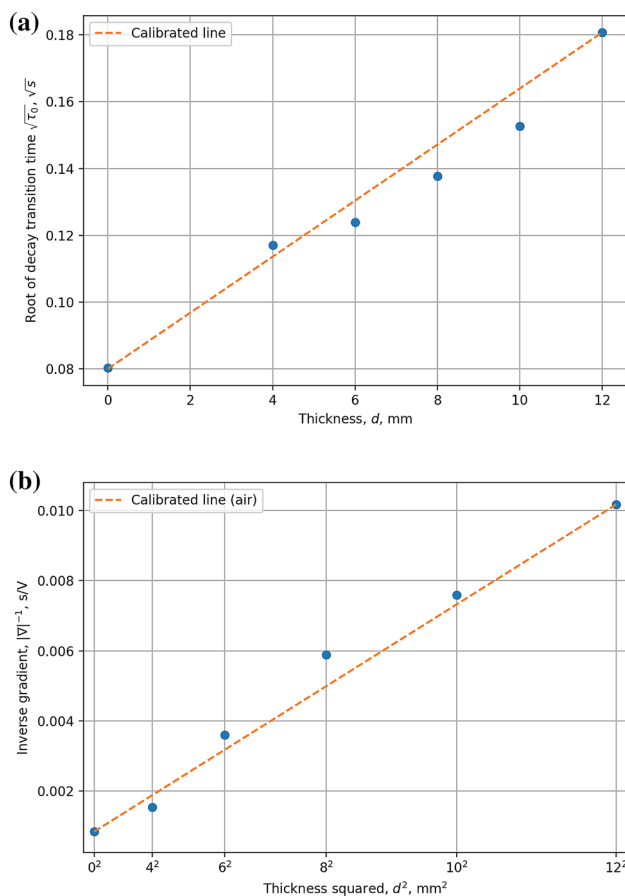 (a)
Calibrated line
Root of decay transition time √τ₀, √s
0.18
0.16
0.14
0.12
0.10
0.08
0 2 4 6 8 10 12
Thickness, d, mm
(b)
Calibrated line (air)
Inverse gradient, |∇|⁻¹, s/V
0.010
0.008
0.006
0.004
0.002
0² 4² 6² 8² 10² 12²
Thickness squared, d², mm²